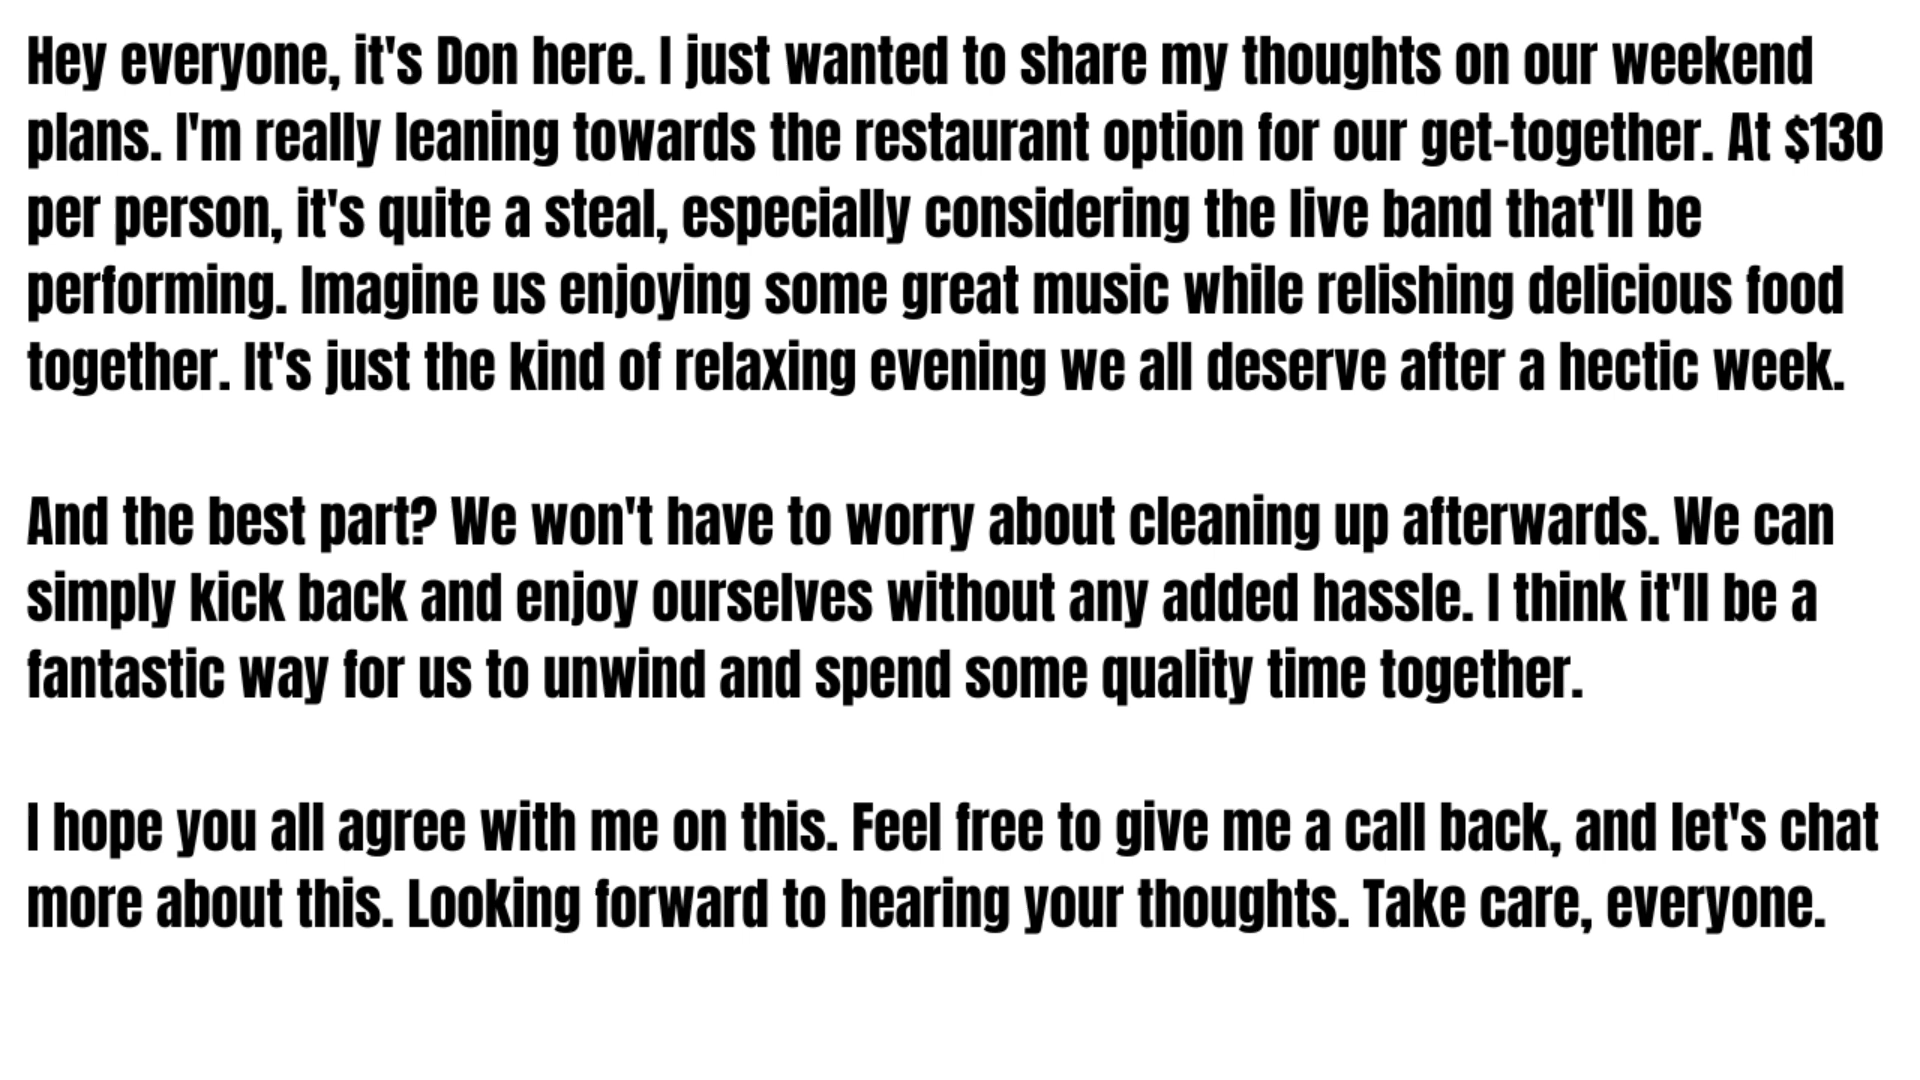 Hey everyone, it's Don here. I just wanted to share my thoughts on our weekend
plans. I'm really leaning towards the restaurant option for our get-together. At $130
per person, it's quite a steal, especially considering the live band that'll be
performing. Imagine us enjoying some great music while relishing delicious food
together. It's just the kind of relaxing evening we all deserve after a hectic week.
And the best part? We won't have to worry about cleaning up afterwards. We can
simply kick back and enjoy ourselves without any added hassle. I think it'll be a
fantastic way for us to unwind and spend some quality time together.
I hope you all agree with me on this. Feel free to give me a call back, and let's chat
more about this. Looking forward to hearing your thoughts. Take care, everyone.